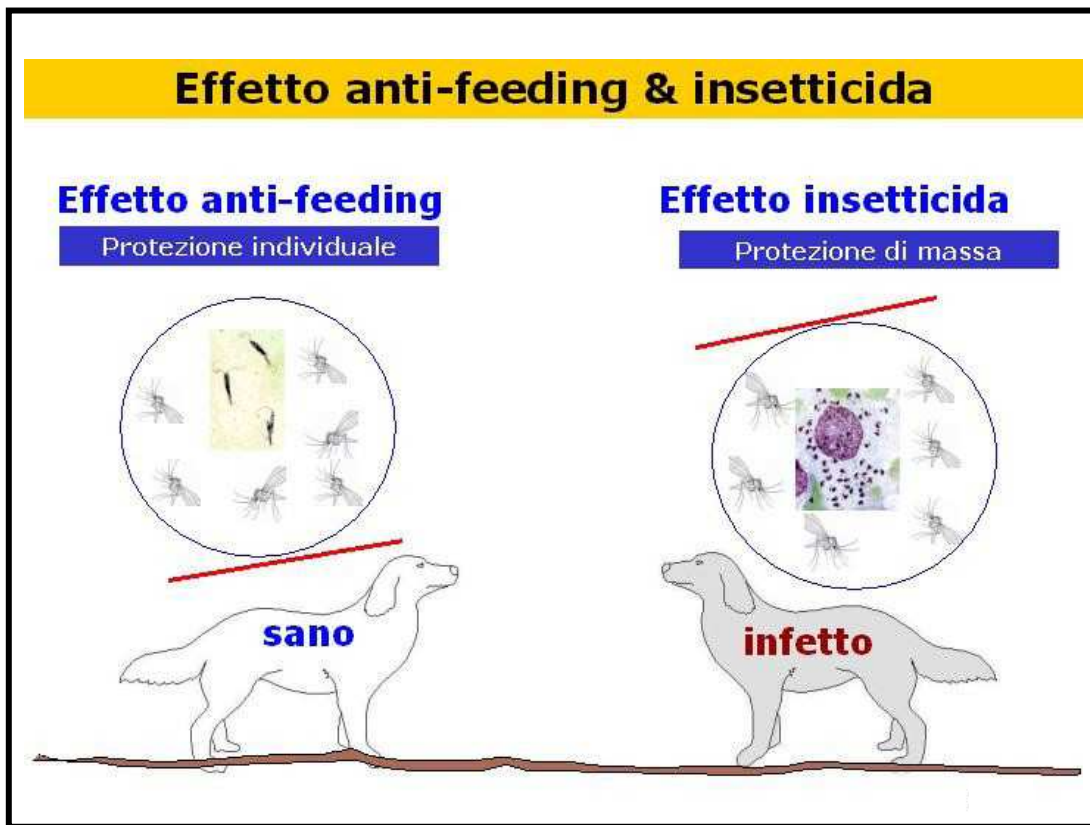 Effetto anti-feeding & insetticida
Effetto anti-feeding
Protezione individuale
Effetto insetticida
Protezione di massa
sano
infetto